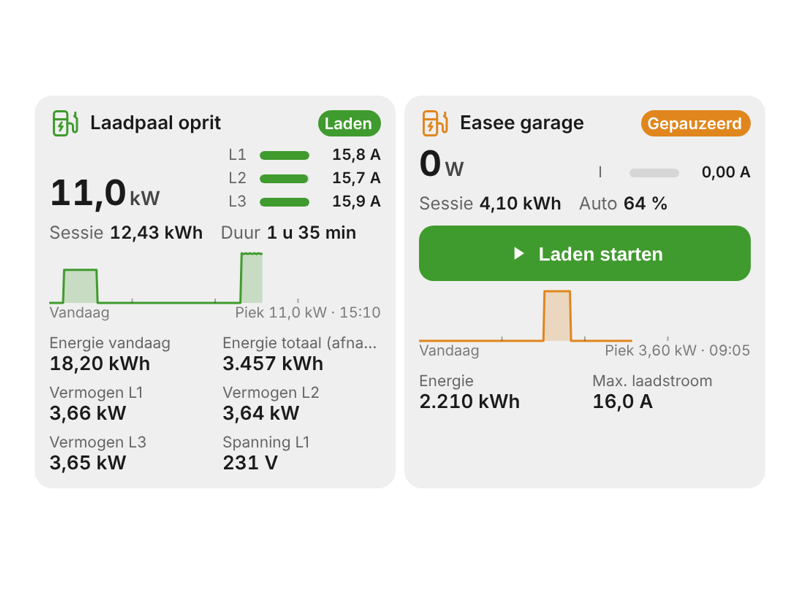 Laadpaal oprit
Laden
L1 15,8 A
L2 15,7 A
L3 15,9 A
11,0 kW
Sessie 12,43 kWh Duur 1 u 35 min
Vandaag
Piek 11,0 kW · 15:10
Energie vandaag
18,20 kWh
Energie totaal (afna...
3.457 kWh
Vermogen L1
3,66 kW
Vermogen L2
3,64 kW
Vermogen L3
3,65 kW
Spanning L1
231 V
Easee garage
Gepauzeerd
0 W
I 0,00 A
Sessie 4,10 kWh Auto 64 %
Laden starten
Vandaag
Piek 3,60 kW · 09:05
Energie
2.210 kWh
Max. laadstroom
16,0 A